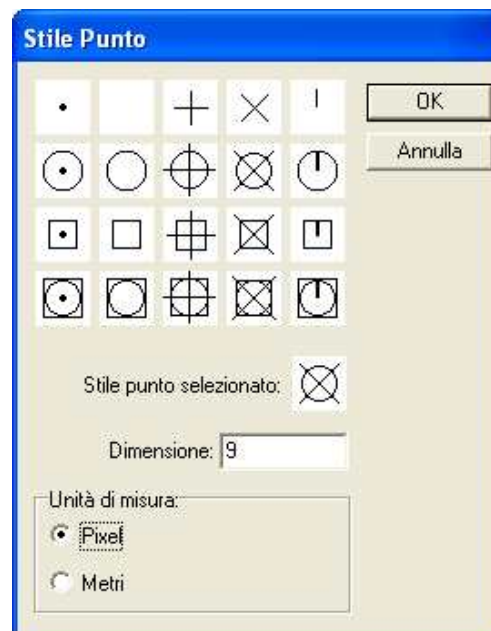 Stile Punto
OK
Annulla
Stile punto selezionato:
Dimensione: 9
Unità di misura:
Pixel
Metri